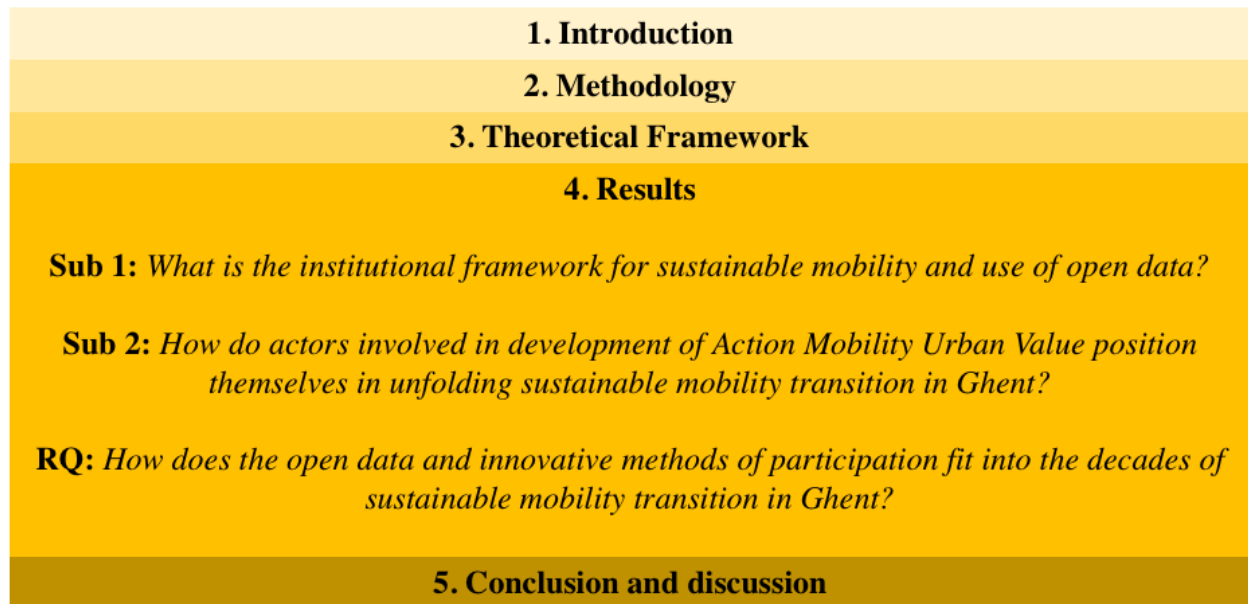 1. Introduction
2. Methodology
3. Theoretical Framework
4. Results
Sub 1: What is the institutional framework for sustainable mobility and use of open data?
Sub 2: How do actors involved in development of Action Mobility Urban Value position
themselves in unfolding sustainable mobility transition in Ghent?
RQ: How does the open data and innovative methods of participation fit into the decades of
sustainable mobility transition in Ghent?
5. Conclusion and discussion